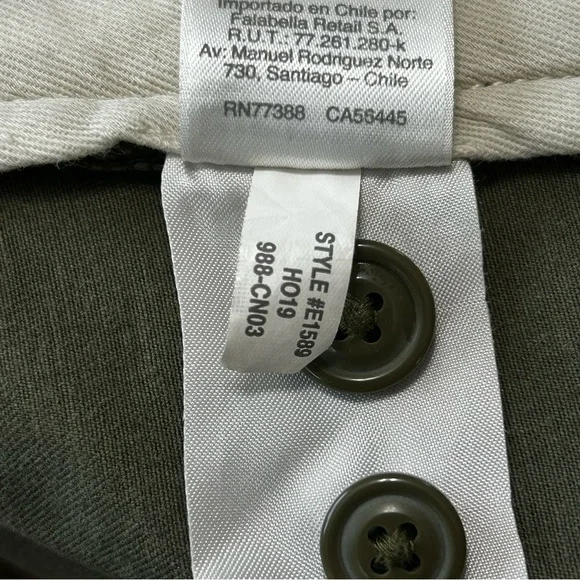 Importado en Chile por:
Falabella Retail S.A.
R.U.T.: 77.261.280-k
Av: Manuel Rodriguez Norte
730, Santiago – Chile
RN77388 CA56445
STYLE #E1589
HO19
988-CN03